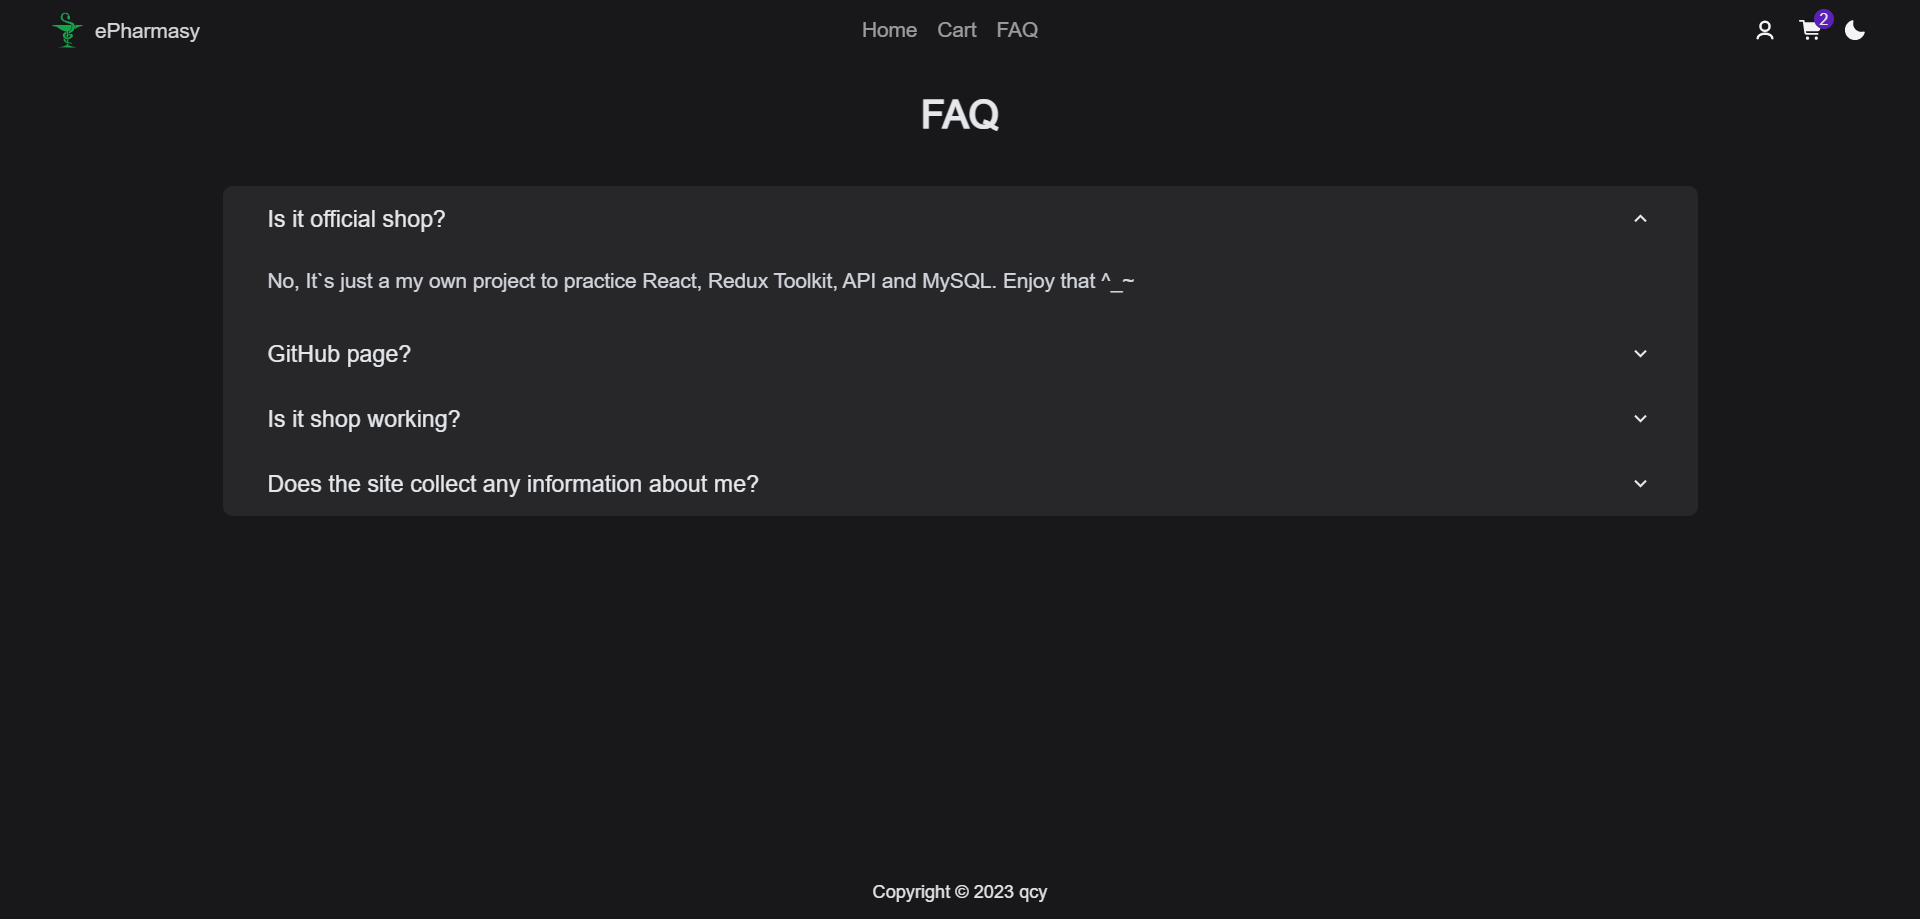 ePharmasy
Home Cart FAQ
2
FAQ
Is it official shop?
No, It`s just a my own project to practice React, Redux Toolkit, API and MySQL. Enjoy that ^_~
GitHub page?
Is it shop working?
Does the site collect any information about me?
Copyright © 2023 qcy